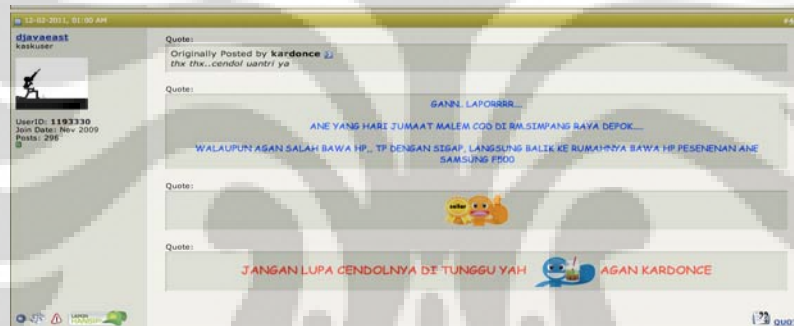 12-02-2011, 01:00 AM
djavaeast
kaskuser
UserID: 1193330
Join Date: Nov 2009
Posts: 296
Quote:
Originally Posted by kardonce
thx thx..cendol uantri ya
Quote:
GANN.. LAPORRRR....
ANE YANG HARI JUMAAT MALEM COD DI RM.SIMPANG RAYA DEPOK....
WALAUPUN AGAN SALAH BAWA HP,, TP DENGAN SIGAP, LANGSUNG BALIK KE RUMAHNYA BAWA HP PESENENAN ANE
SAMSUNG F500
Quote:
seller
Quote:
JANGAN LUPA CENDOLNYA DI TUNGGU YAH AGAN KARDONCE
LAPOR HANSIP
QUOTE